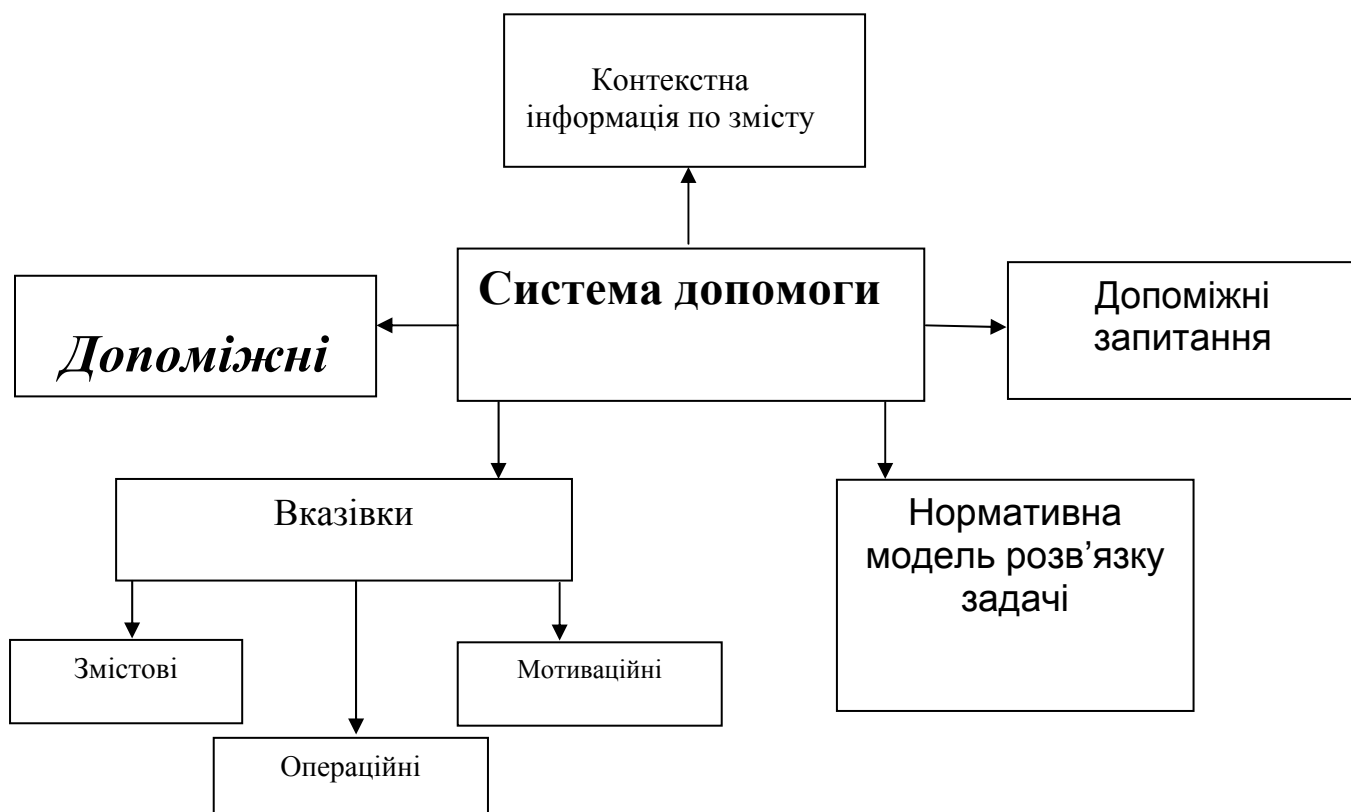 Контекстна
інформація по змісту
Система допомоги
Допоміжні
Допоміжні
запитання
Вказівки
Нормативна
модель розв’язку
задачі
Змістові
Мотиваційні
Операційні